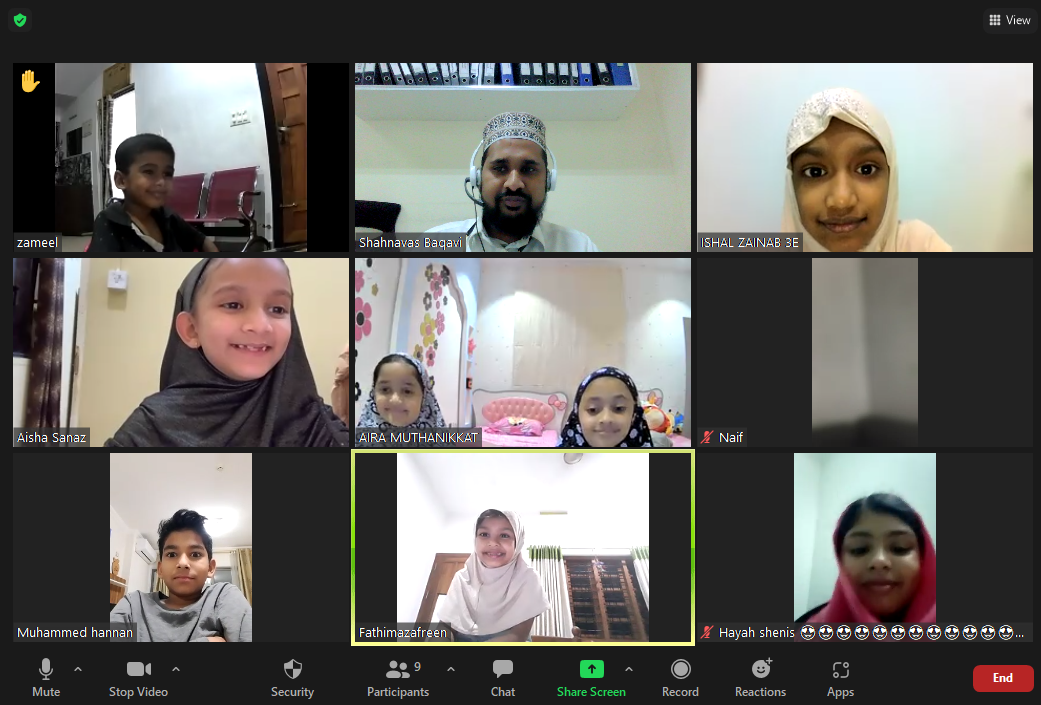 View
zameel
Shahnavas Baqavi
ISHAL ZAINAB 3E
Aisha Sanaz
AIRA MUTHANIKKAT
Naif
Muhammed hannan
Fathimazafreen
Hayah shenis 😎😎😎😎😎😎😎😎😎😎😎😎...
9
Mute
Stop Video
Security
Participants
Chat
Share Screen
Record
Reactions
Apps
End